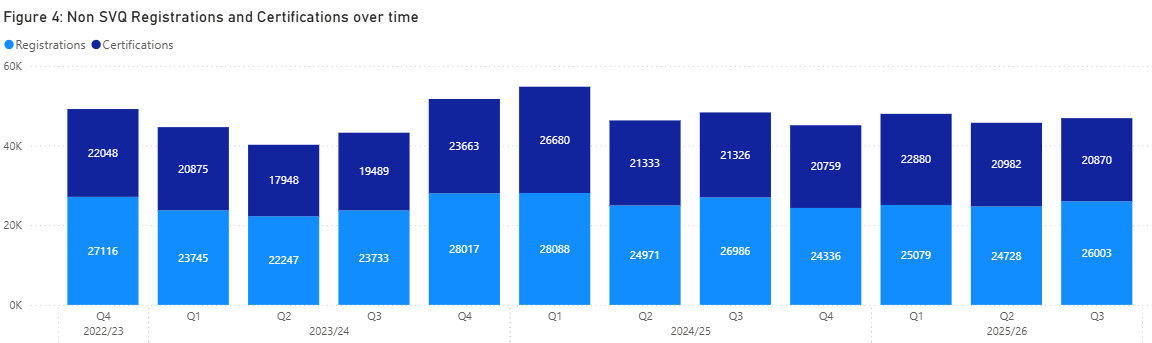 Figure 4: Non SVQ Registrations and Certifications over time
Registrations Certifications
60K
40K
20K
0K
22048 20875 17948 19489 23663 26680 21333 21326 20759 22880 20982 20870
27116 23745 22247 23733 28017 28088 24971 26986 24336 25079 24728 26003
Q4 Q1 Q2 Q3 Q4 Q1 Q2 Q3 Q4 Q1 Q2 Q3
2022/23 2023/24 2024/25 2025/26